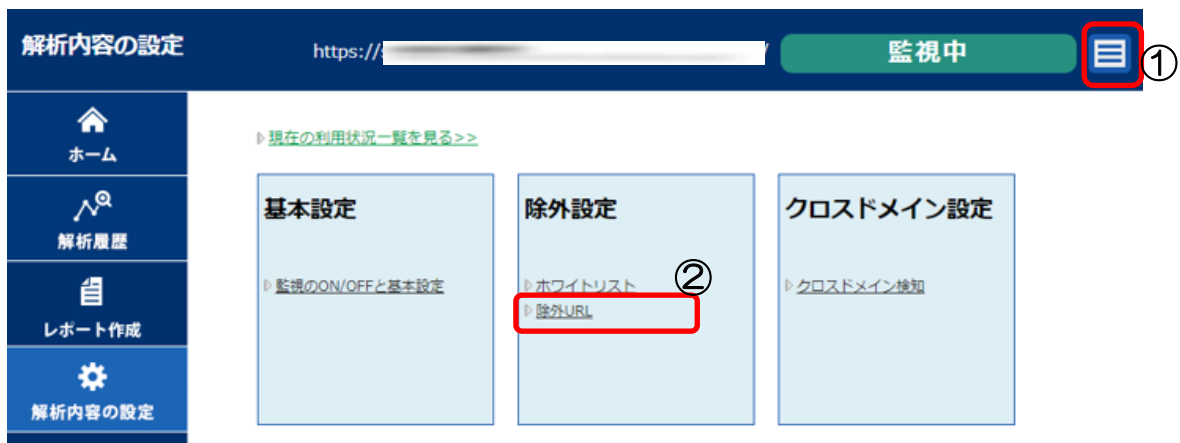 解析内容の設定
https://
/
監視中
①
ホーム
解析履歴
レポート作成
解析内容の設定
現在の利用状況一覧を見る>>
基本設定
監視のON/OFFと基本設定
除外設定
②
ホワイトリスト
除外URL
クロスドメイン設定
クロスドメイン検知